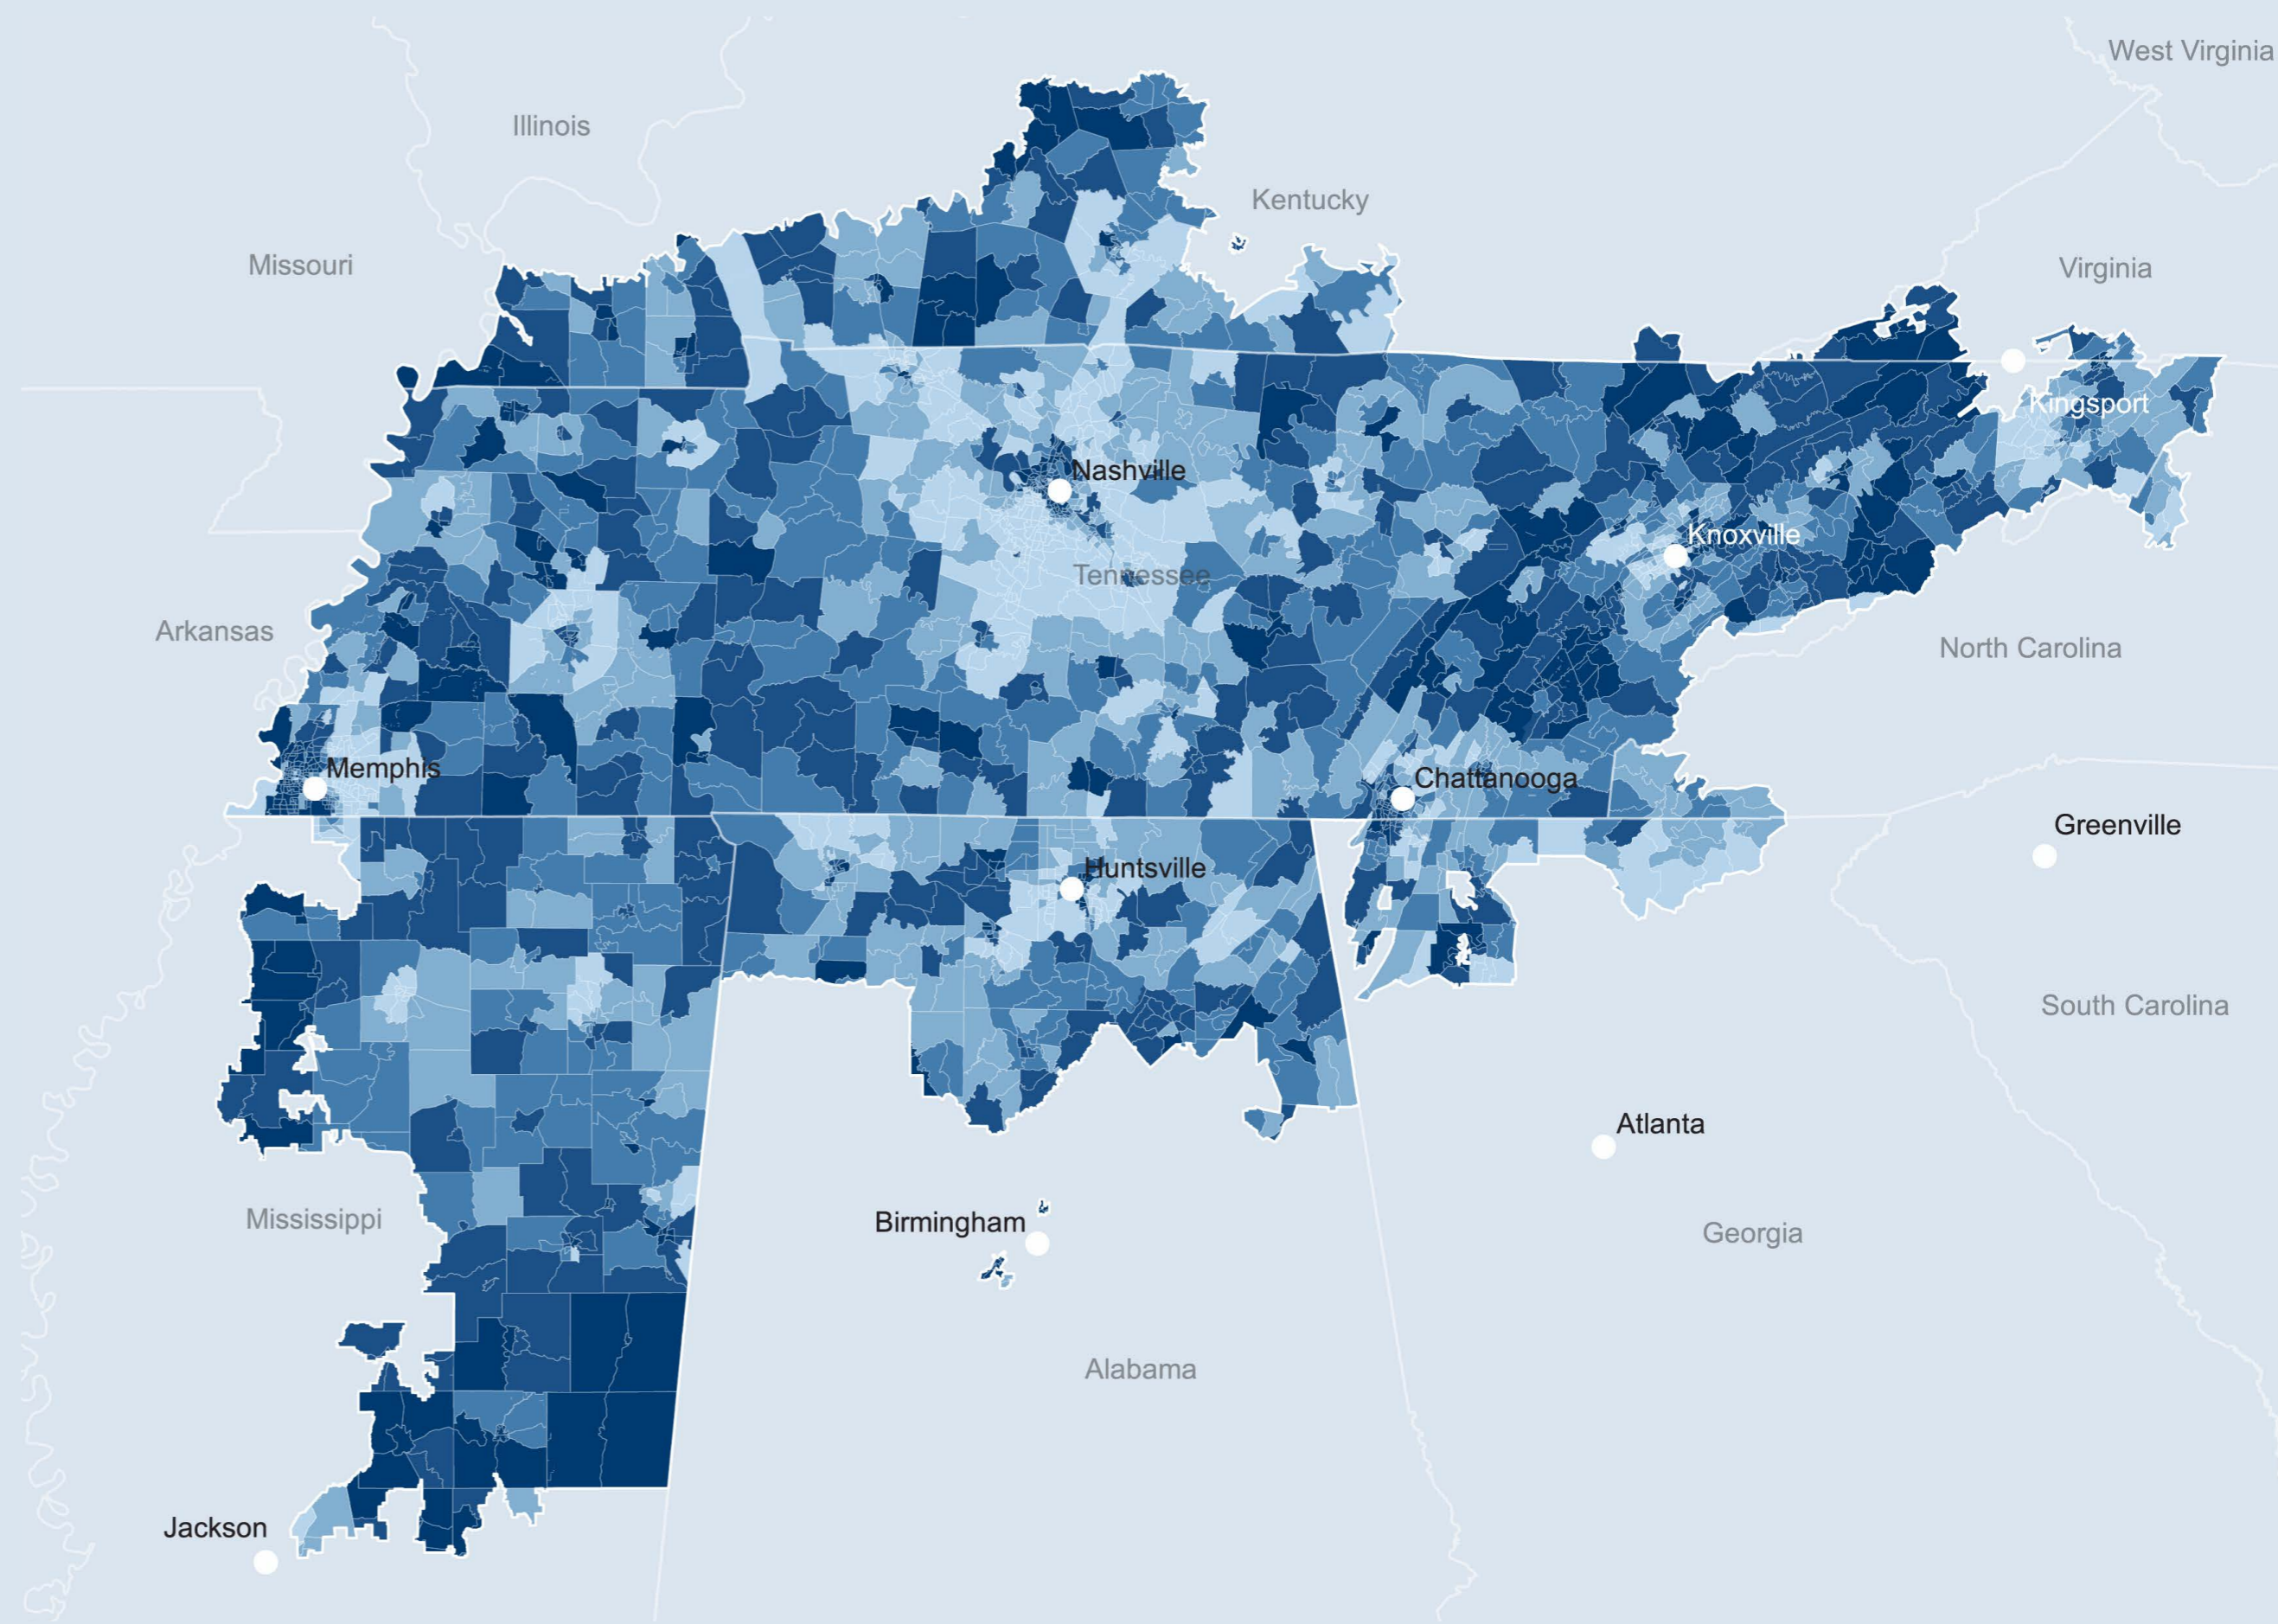 West Virginia
Illinois
Kentucky
Missouri
Virginia
Kingsport
Nashville
Knoxville
Tennessee
Arkansas
North Carolina
Memphis
Chattanooga
Greenville
Huntsville
South Carolina
Atlanta
Mississippi
Birmingham
Georgia
Alabama
Jackson